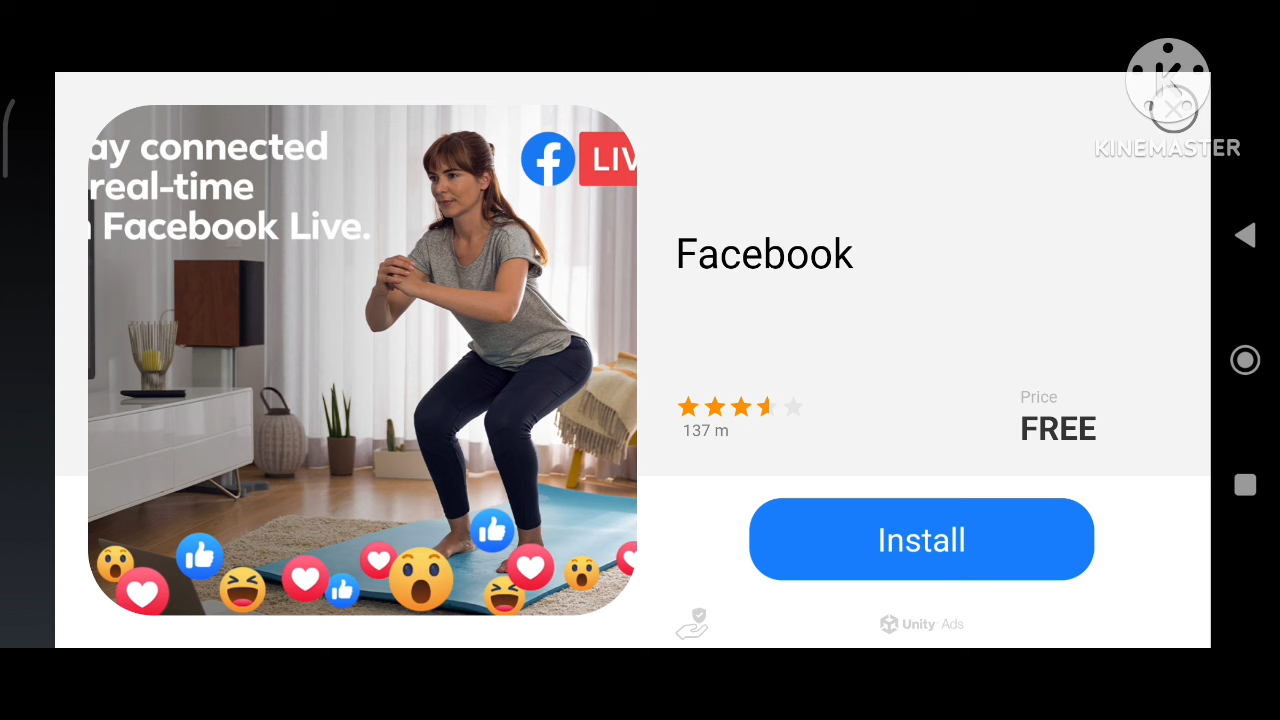 ay connected
real-time
Facebook Live.
LIV
KINEMASTER
Facebook
137 m
Price
FREE
Install
Unity Ads